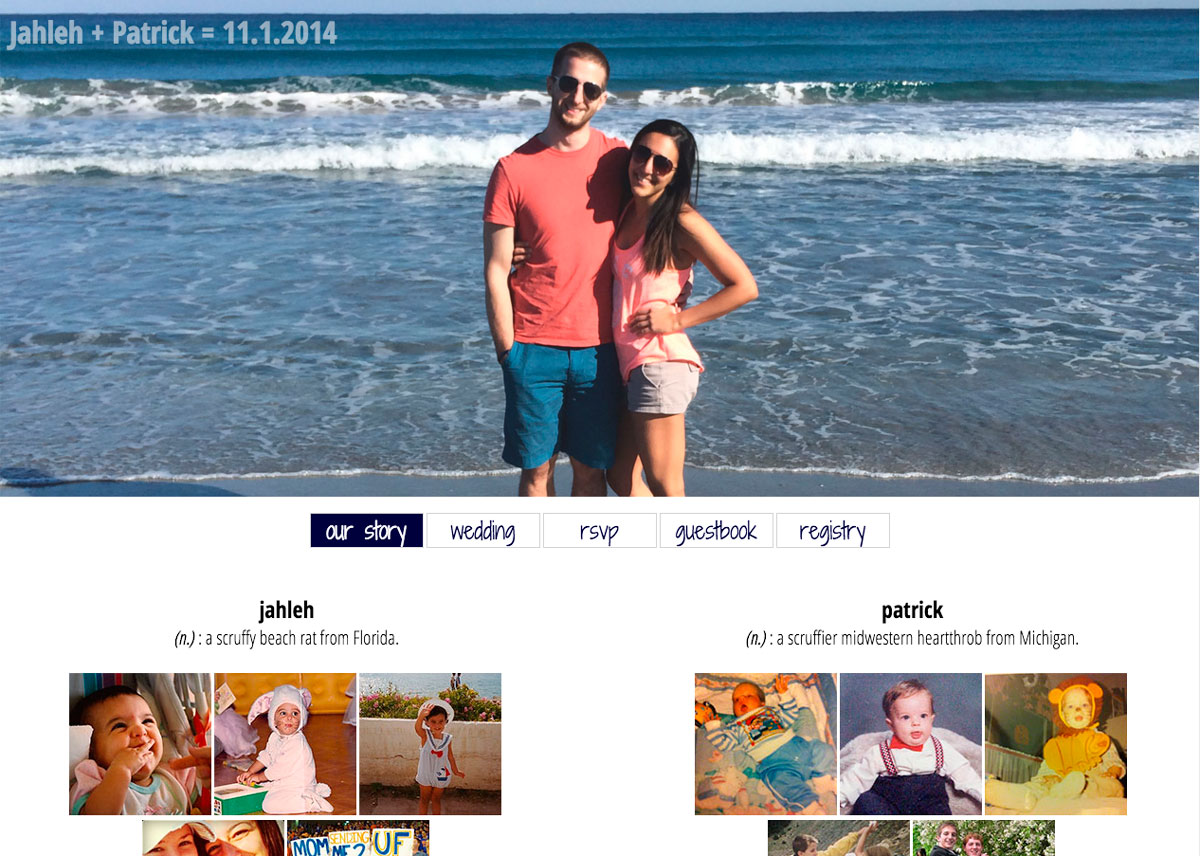 Jahleh + Patrick = 11.1.2014
our story
wedding
rsvp
guestbook
registry
jahleh
(n.) : a scruffy beach rat from Florida.
patrick
(n.) : a scruffier midwestern heartthrob from Michigan.
MOM
SENDING
ME?
UF